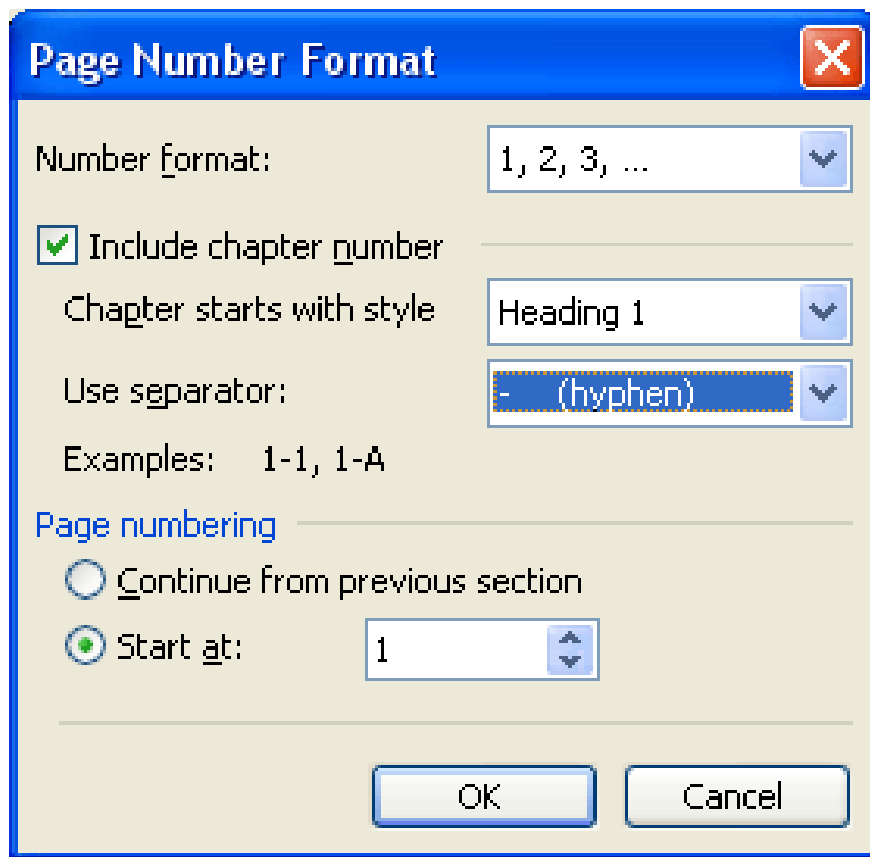 Page Number Format
Number format: 1, 2, 3, ...
Include chapter number
Chapter starts with style Heading 1
Use separator: - (hyphen)
Examples: 1-1, 1-A
Page numbering
Continue from previous section
Start at: 1
OK Cancel